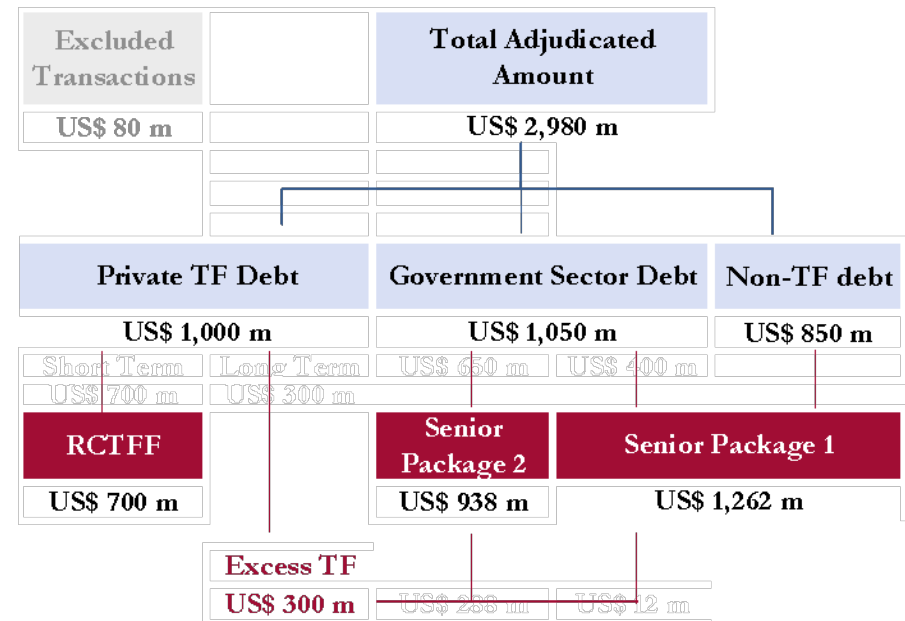 Excluded
Transactions
Total Adjudicated
Amount
US$ 80 m
US$ 2,980 m
Private TF Debt
Government Sector Debt
Non-TF debt
US$ 1,000 m
US$ 1,050 m
US$ 850 m
Short Term
Long Term
US$ 650 m
US$ 400 m
US$ 700 m
US$ 300 m
RCTFF
Senior
Package 2
Senior Package 1
US$ 700 m
US$ 938 m
US$ 1,262 m
Excess TF
US$ 300 m
US$ 288 m
US$ 12 m